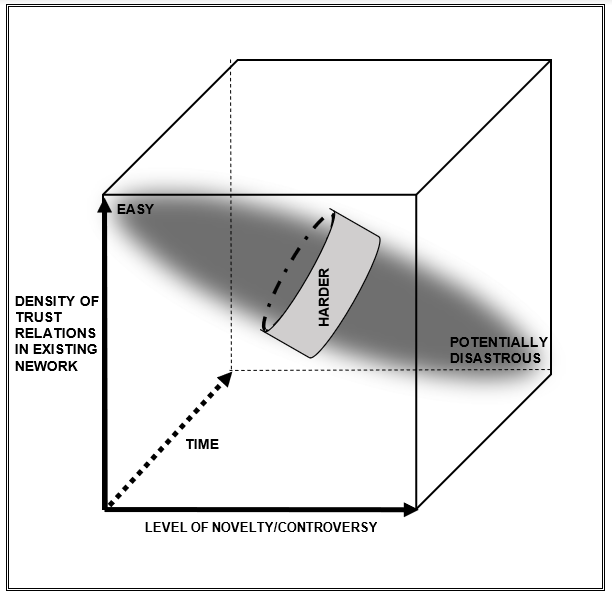 EASY
HARDER
DENSITY OF
TRUST
RELATIONS
IN EXISTING
NEWORK
POTENTIALLY
DISASTROUS
TIME
LEVEL OF NOVELTY/CONTROVERSY